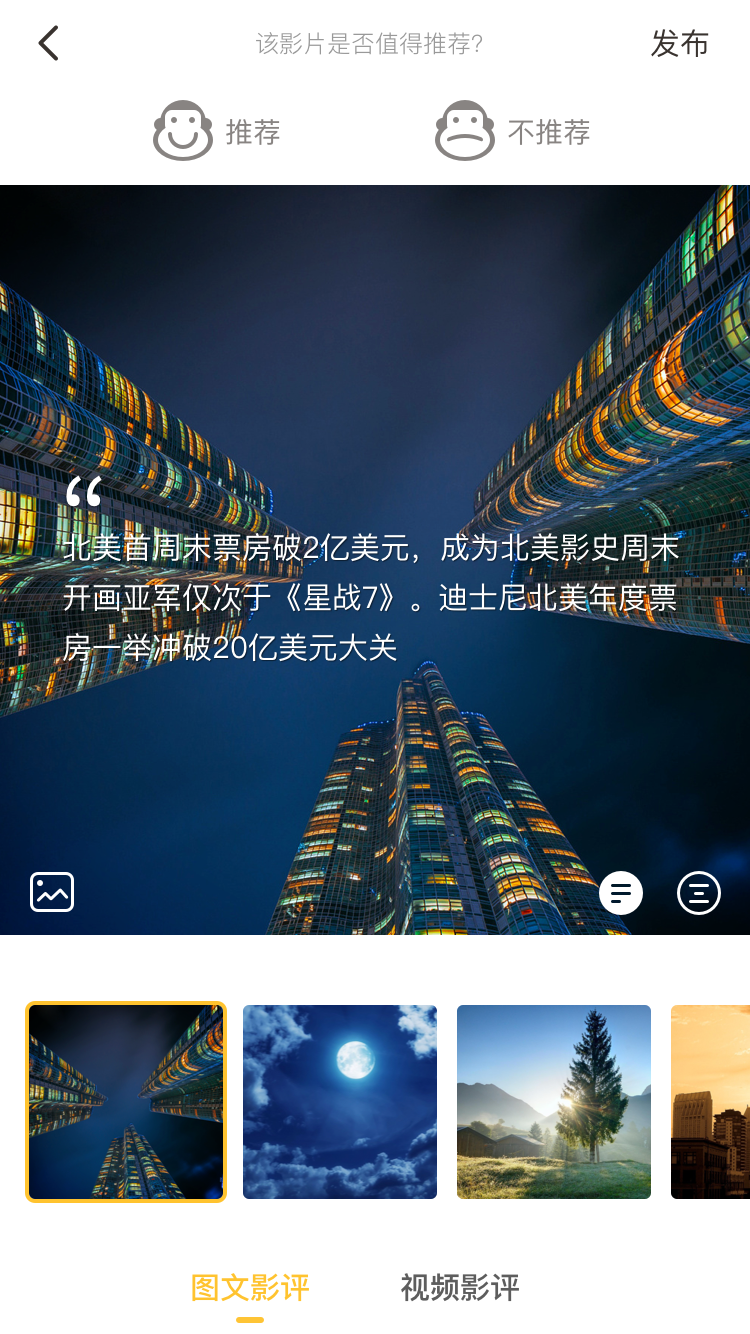 该影片是否值得推荐?
发布
推荐
不推荐
“
北美首周末票房破2亿美元，成为北美影史周末
开画亚军仅次于《星战7》。迪士尼北美年度票
房一举冲破20亿美元大关
图文影评
视频影评